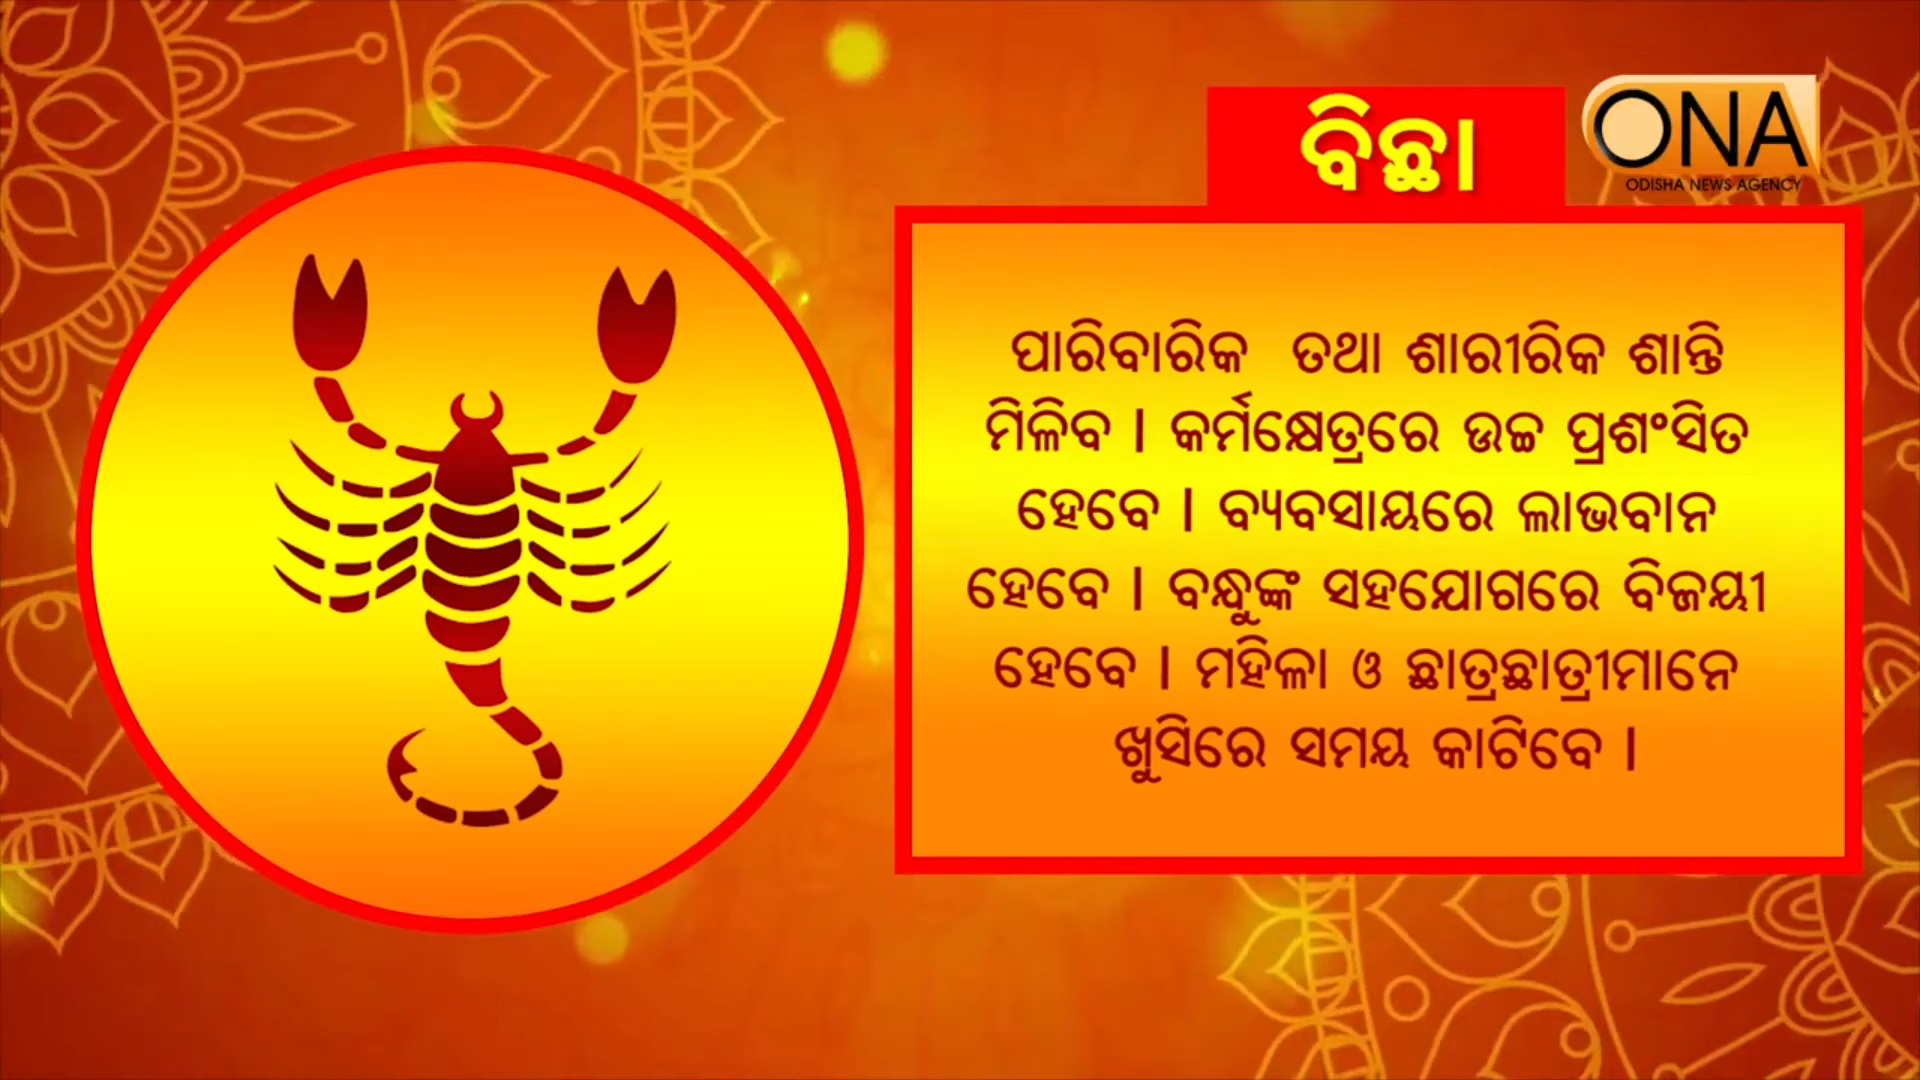 ବିଛା
ONA
ODISHA NEWS AGENCY
ପାରିବାରିକ ତଥା ଶାରୀରିକ ଶାନ୍ତି
ମିଳିବ । କର୍ମକ୍ଷେତ୍ରରେ ଉଚ୍ଚ ପ୍ରଶଂସିତ
ହେବେ । ବ୍ୟବସାୟରେ ଲାଭବାନ
ହେବେ । ବନ୍ଧୁଙ୍କ ସହଯୋଗରେ ବିଜୟୀ
ହେବେ । ମହିଳା ଓ ଛାତ୍ରଛାତ୍ରୀମାନେ
ଖୁସିରେ ସମୟ କାଟିବେ ।